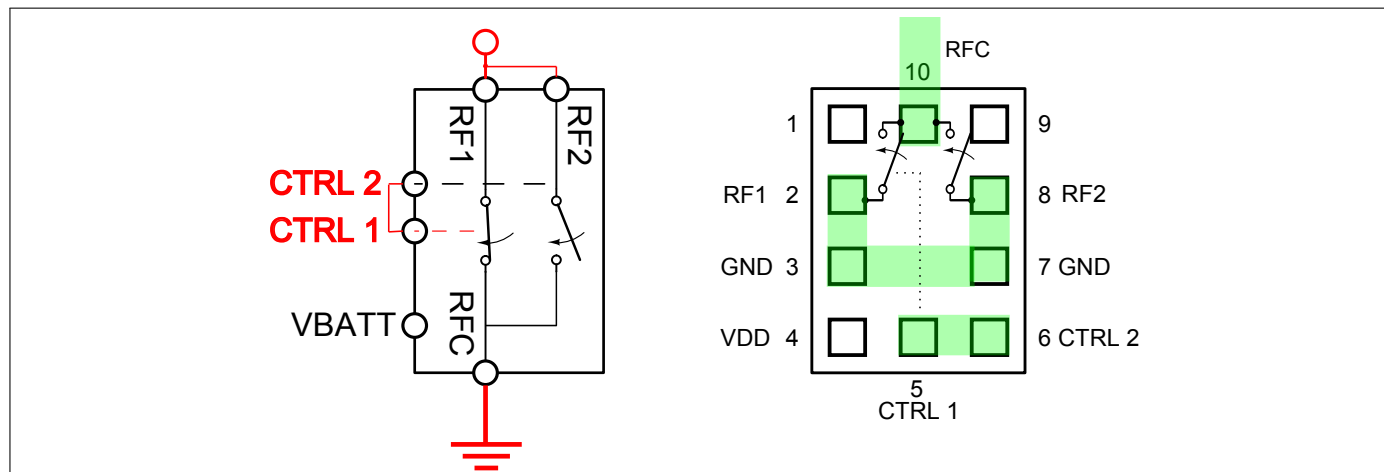 RF1
RF2
CTRL 2
CTRL 1
VBATT
RFC
RFC
10
1
9
RF1 2
8 RF2
GND 3
7 GND
VDD 4
6 CTRL 2
5
CTRL 1